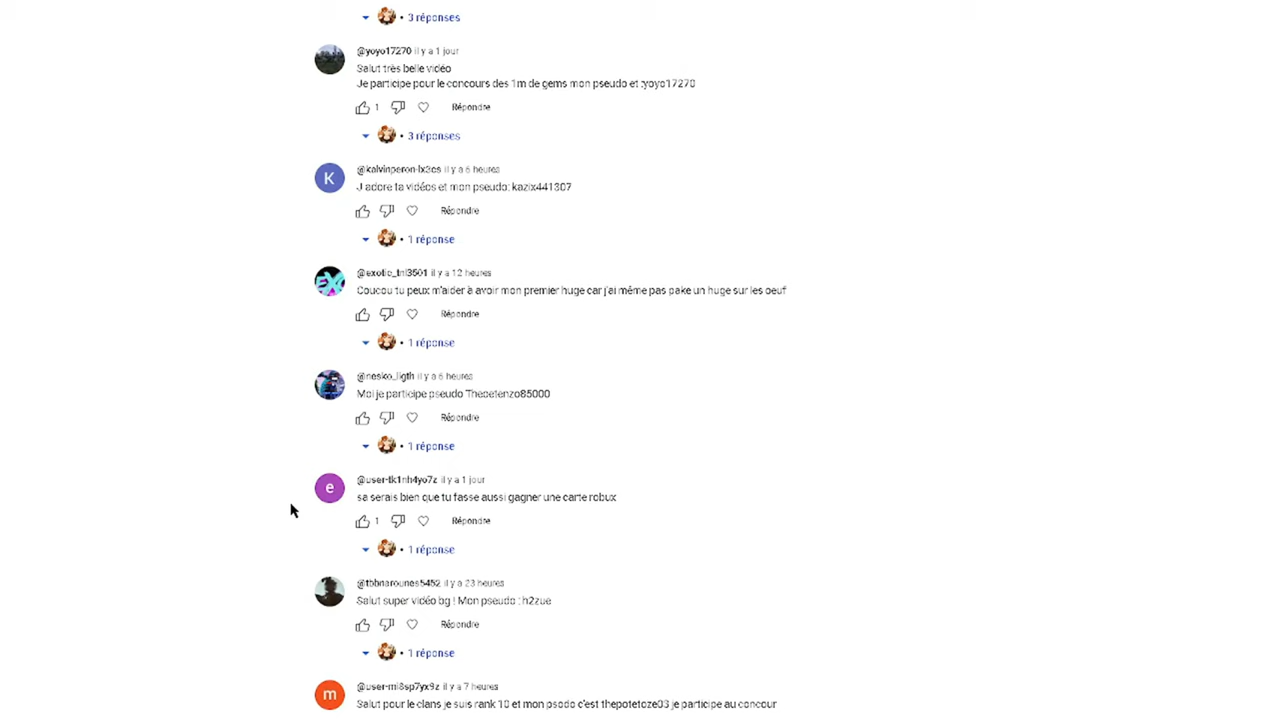 • 3 réponses
@yoyo17270 il y a 1 jour
Salut très belle vidéo
Je participe pour le concours des 1m de gems mon pseudo et :yoyo17270
1 Répondre
• 3 réponses
K
@kalvinperon-lx2cs il y a 6 heures
J adore ta vidéos et mon pseudo: kazix441307
Répondre
• 1 réponse
@exotic_tnl3501 il y a 12 heures
Coucou tu peux m'aider à avoir mon premier huge car j'ai même pas pake un huge sur les oeuf
Répondre
• 1 réponse
@nesko_ligth il y a 6 heures
Moi je participe pseudo Thepetenzo85000
Répondre
• 1 réponse
e
@user-tk1nh4yo7z il y a 1 jour
sa serais bien que tu fasse aussi gagner une carte robux
1 Répondre
• 1 réponse
@tbbnarounes5452 il y a 23 heures
Salut super vidéo bg ! Mon pseudo : h2zue
Répondre
• 1 réponse
m
@user-mi8sp7yx9z il y a 7 heures
Salut pour le clans je suis rank 10 et mon psodo c'est thepotetoze03 je participe au concour